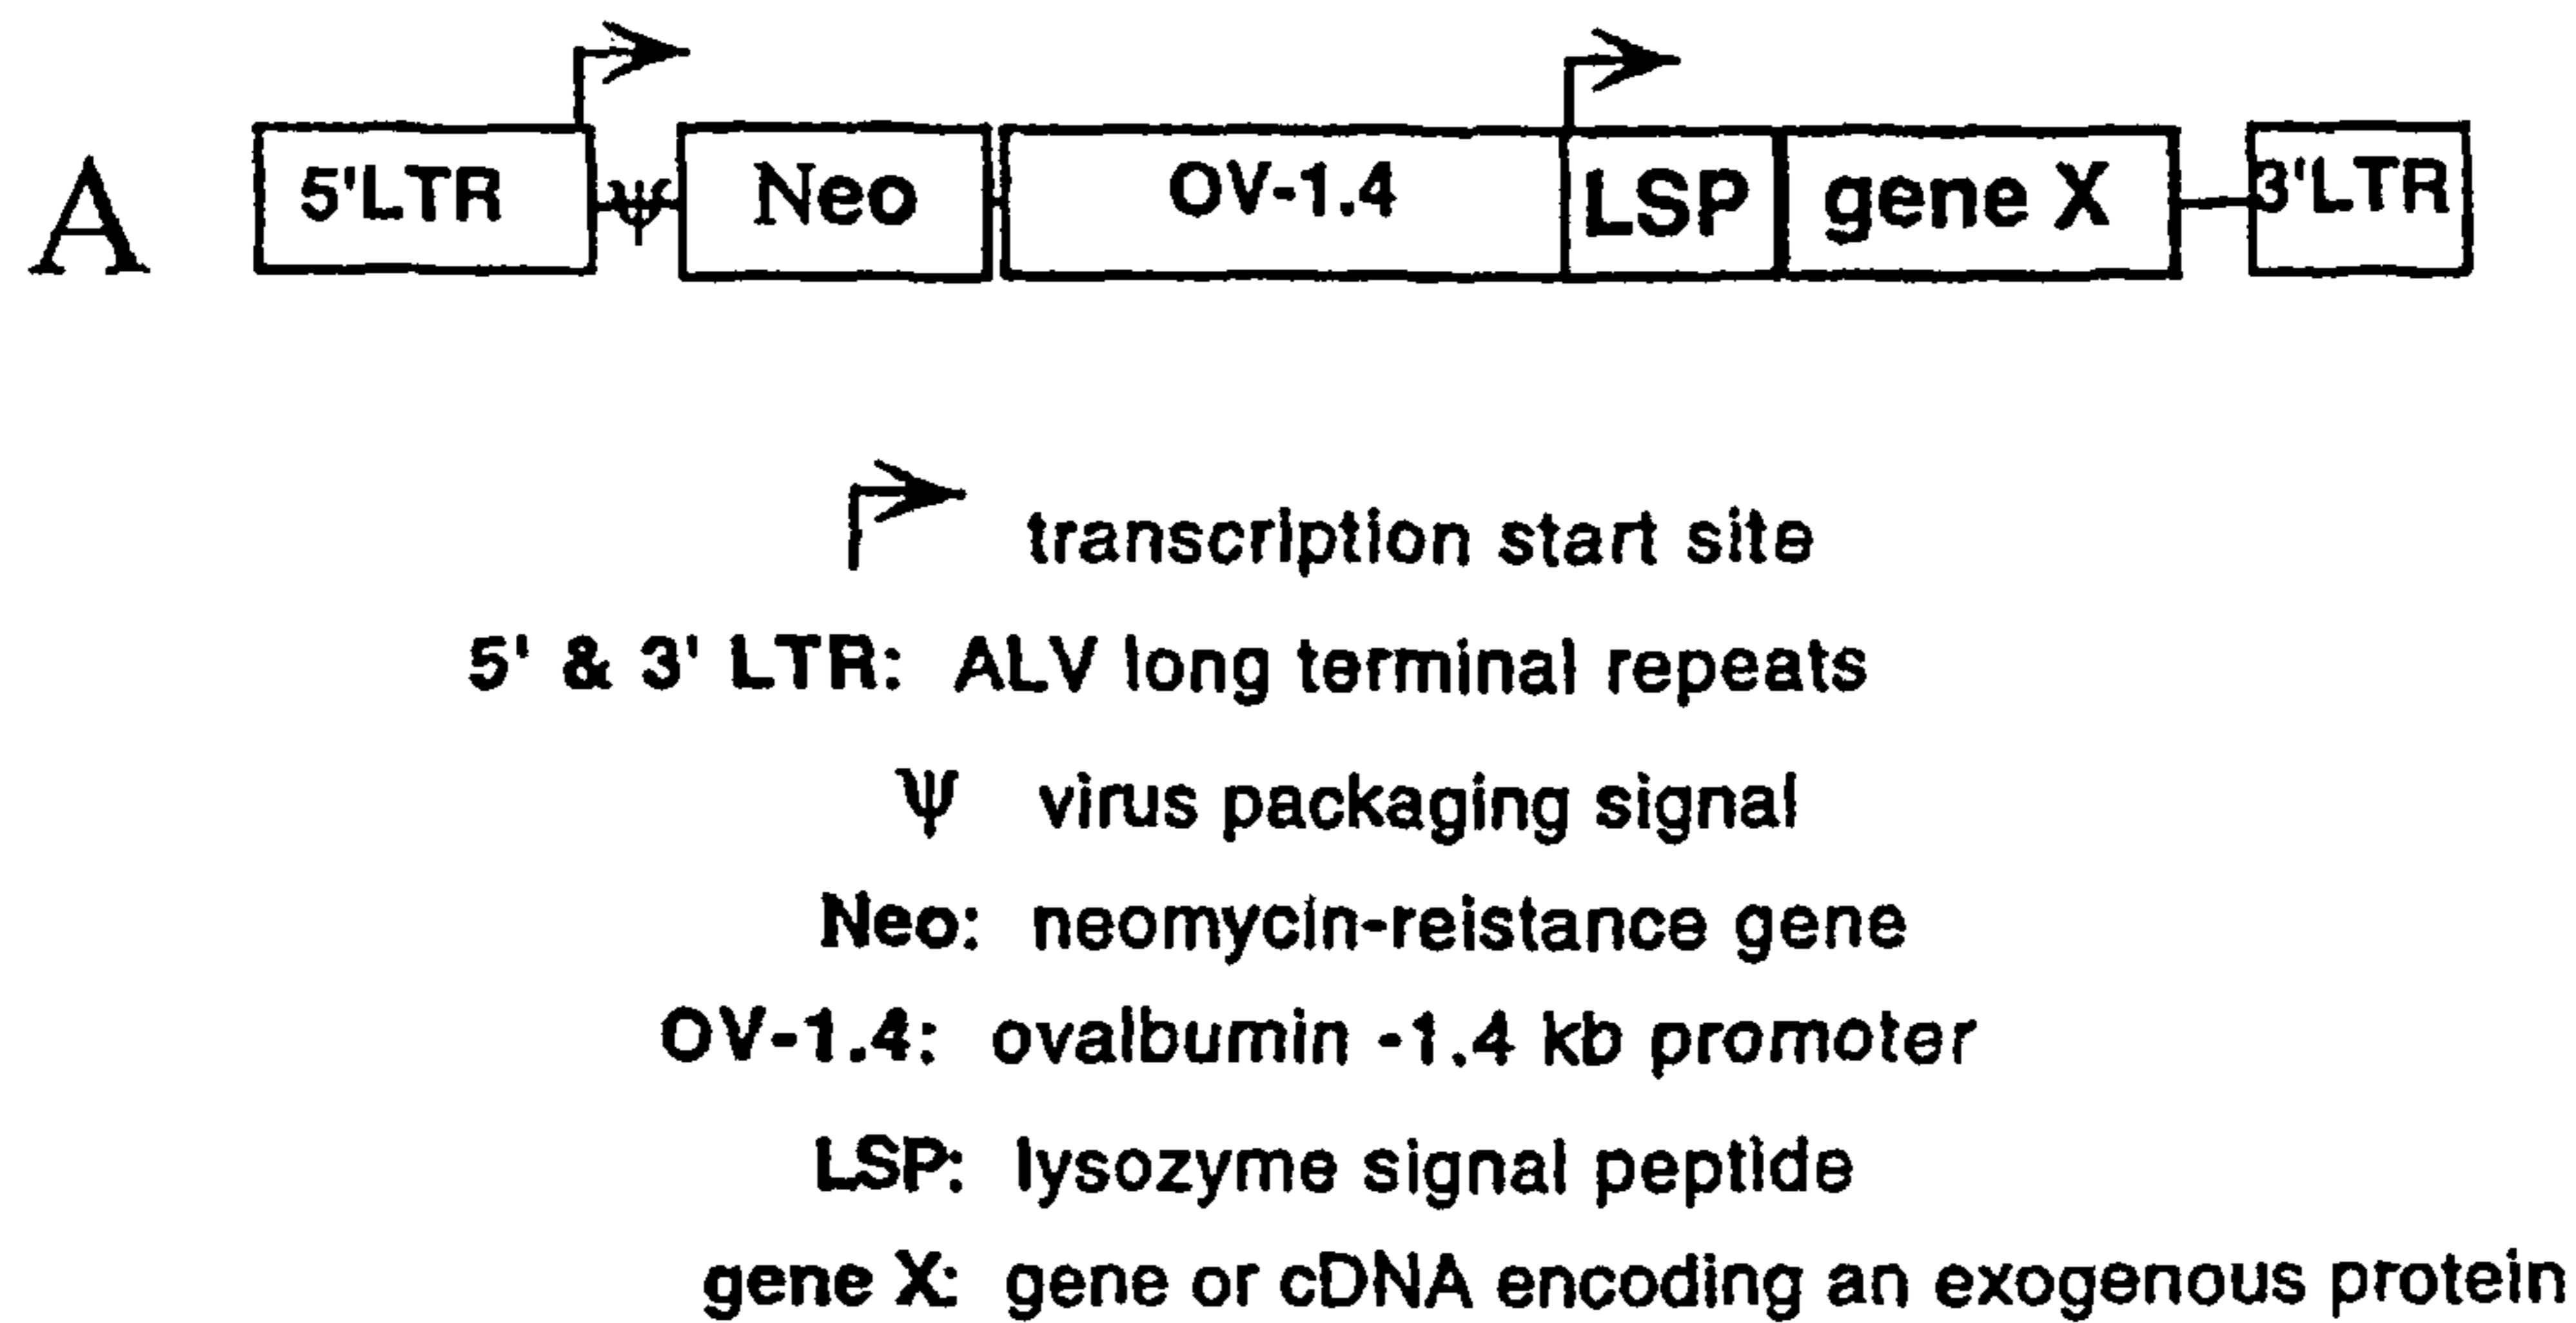 A 5'LTR ψ Neo OV-1.4 LSP gene X 3'LTR
transcription start site
5' & 3' LTR: ALV long terminal repeats
ψ virus packaging signal
Neo: neomycin-reistance gene
OV-1.4: ovalbumin -1.4 kb promoter
LSP: lysozyme signal peptide
gene X: gene or cDNA encoding an exogenous protein